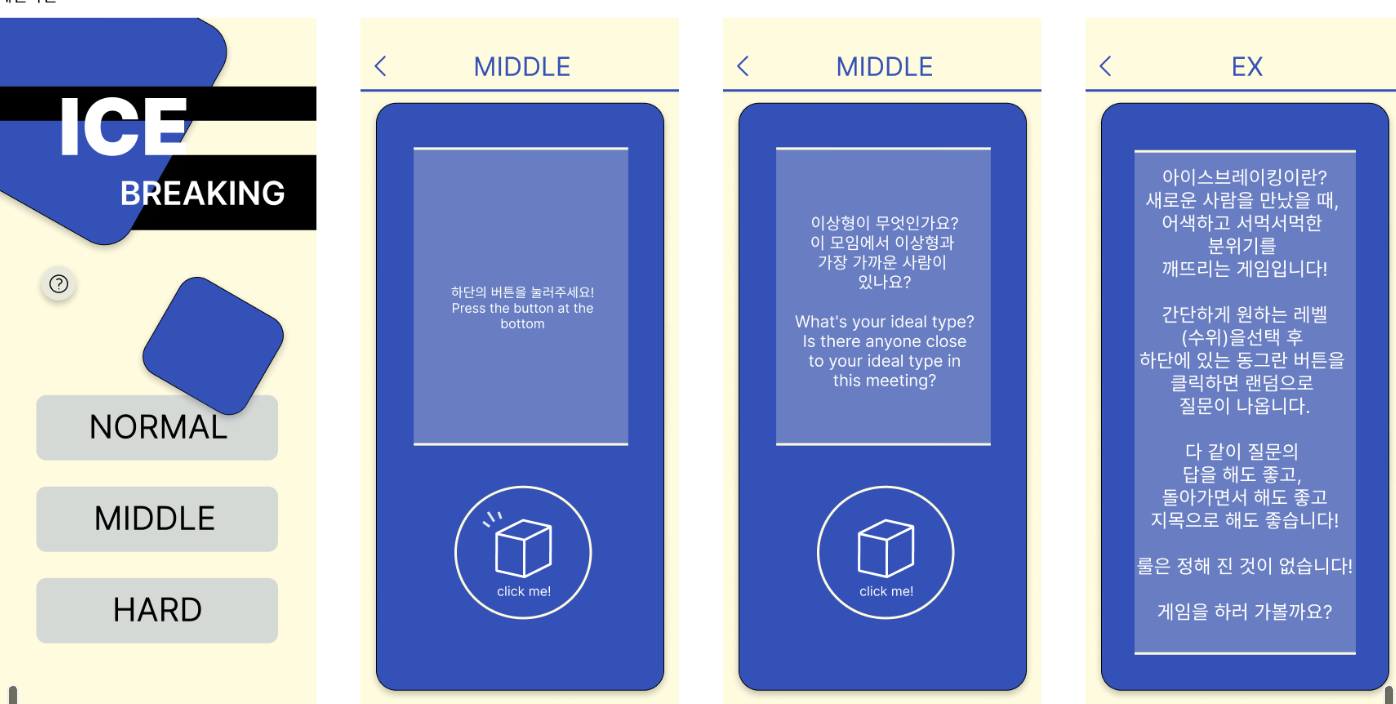 ICE
BREAKING
NORMAL
MIDDLE
HARD
MIDDLE
하단의 버튼을 눌러주세요!
Press the button at the
bottom
click me!
MIDDLE
이상형이 무엇인가요?
이 모임에서 이상형과
가장 가까운 사람이
있나요?
What's your ideal type?
Is there anyone close
to your ideal type in
this meeting?
click me!
EX
아이스브레이킹이란?
새로운 사람을 만났을 때,
어색하고 서먹서먹한
분위기를
깨뜨리는 게임입니다!
간단하게 원하는 레벨
(수위)을선택 후
하단에 있는 동그란 버튼을
클릭하면 랜덤으로
질문이 나옵니다.
다 같이 질문의
답을 해도 좋고,
돌아가면서 해도 좋고
지목으로 해도 좋습니다!
룰은 정해 진 것이 없습니다!
게임을 하러 가볼까요?